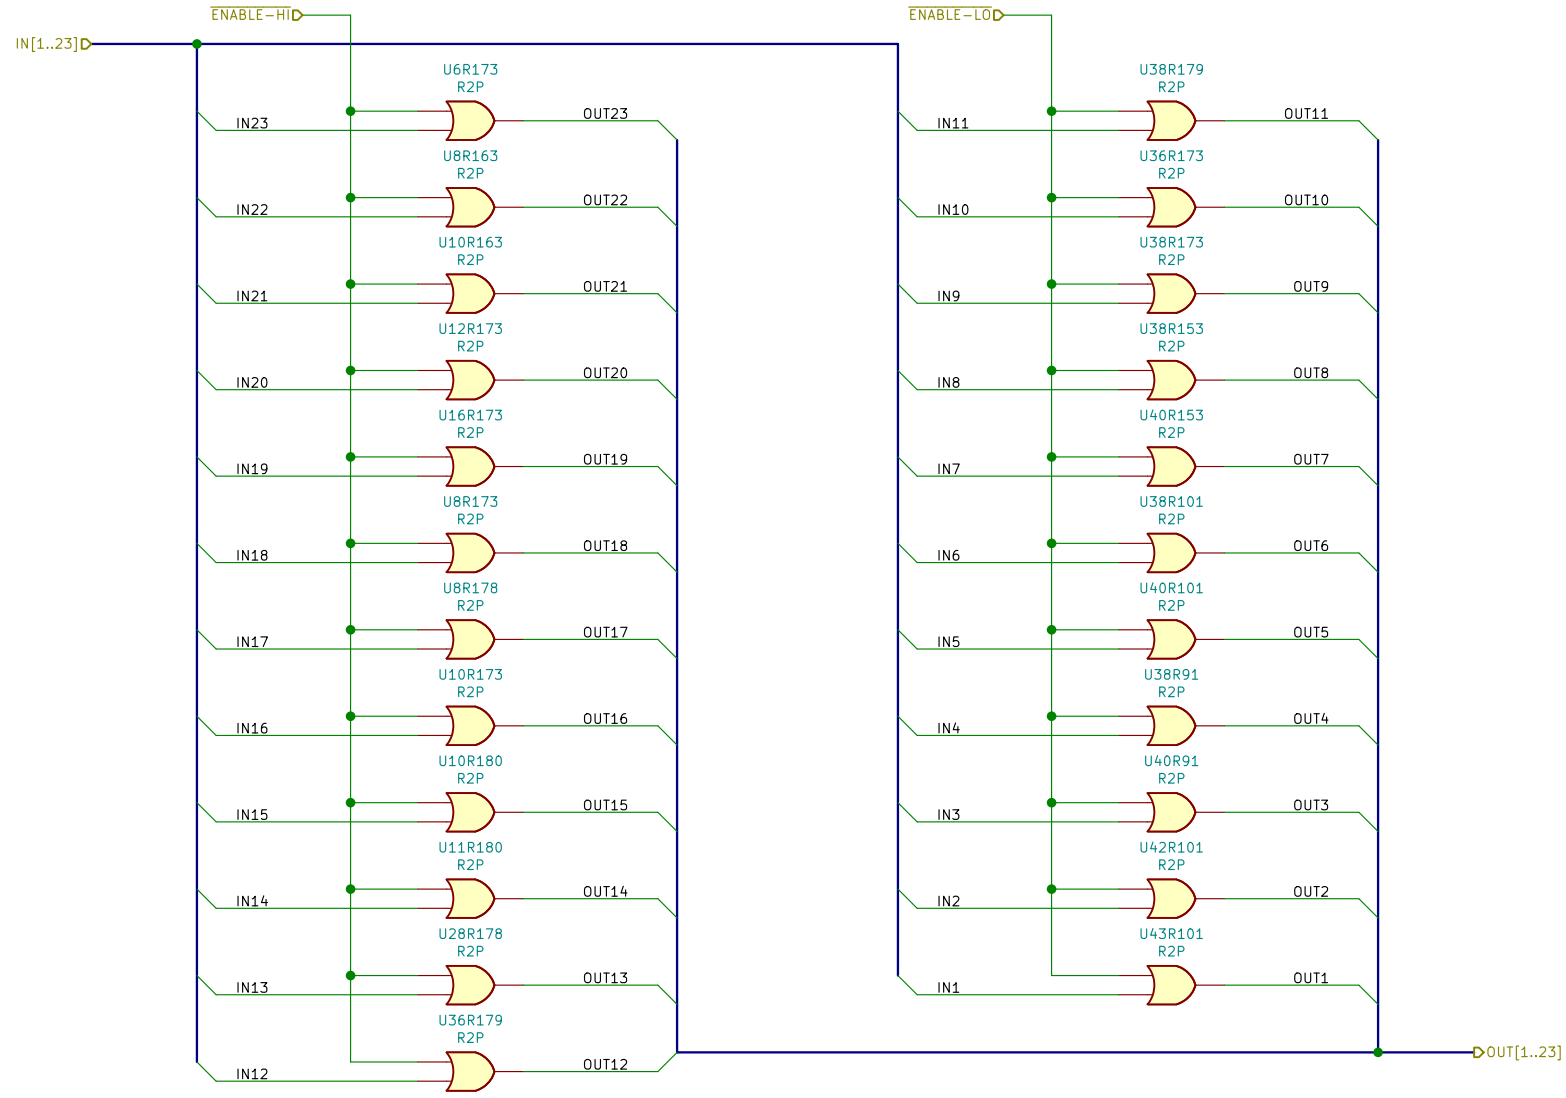 ENABLE-HI
ENABLE-LO
IN[1..23]
U6R173
R2P
IN23
OUT23
U38R179
R2P
IN11
OUT11
U8R163
R2P
IN22
OUT22
U36R173
R2P
IN10
OUT10
U10R163
R2P
IN21
OUT21
U38R173
R2P
IN9
OUT9
U12R173
R2P
IN20
OUT20
U38R153
R2P
IN8
OUT8
U16R173
R2P
IN19
OUT19
U40R153
R2P
IN7
OUT7
U8R173
R2P
IN18
OUT18
U38R101
R2P
IN6
OUT6
U8R178
R2P
IN17
OUT17
U40R101
R2P
IN5
OUT5
U10R173
R2P
IN16
OUT16
U38R91
R2P
IN4
OUT4
U10R180
R2P
IN15
OUT15
U40R91
R2P
IN3
OUT3
U11R180
R2P
IN14
OUT14
U42R101
R2P
IN2
OUT2
U28R178
R2P
IN13
OUT13
U43R101
R2P
IN1
OUT1
U36R179
R2P
IN12
OUT12
OUT[1..23]